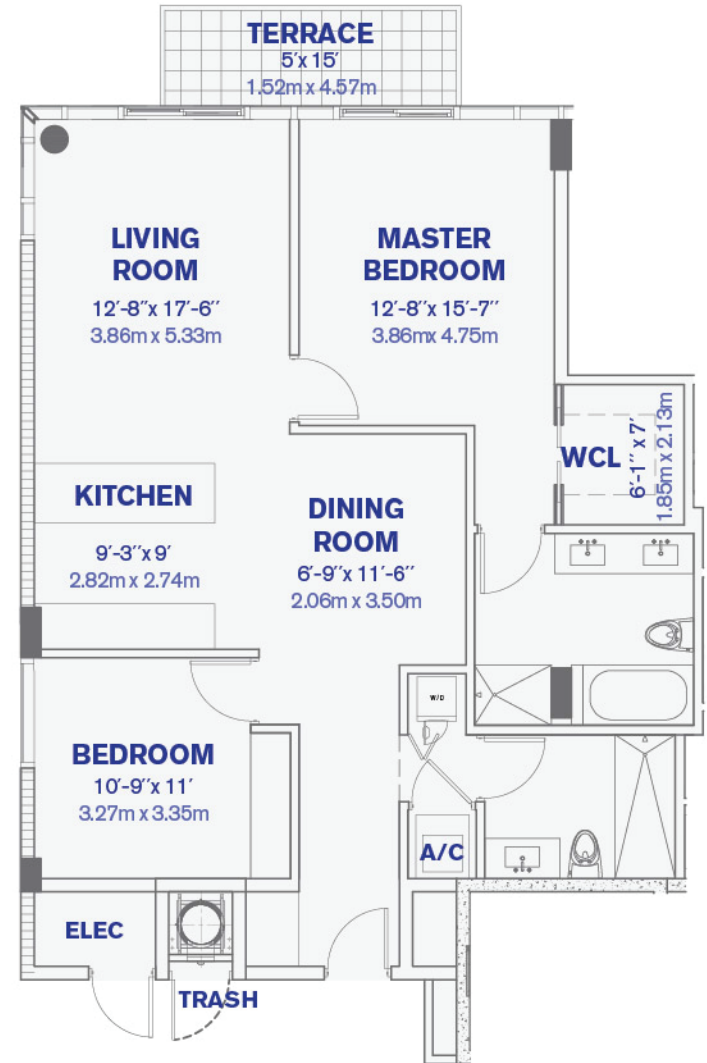 TERRACE
5′x 15′
1.52m x 4.57m
LIVING
ROOM
12′-8″x 17′-6′′
3.86m x 5.33m
MASTER
BEDROOM
12′-8′′x 15′-7′′
3.86mx 4.75m
WCL
6′-1″ x 7′
1.85m x 2.13m
KITCHEN
9′-3′′x 9′
2.82m x 2.74m
DINING
ROOM
6′-9′′x 11′-6′′
2.06m x 3.50m
W/D
BEDROOM
10′-9′′x 11′
3.27m x 3.35m
A/C
ELEC
TRASH